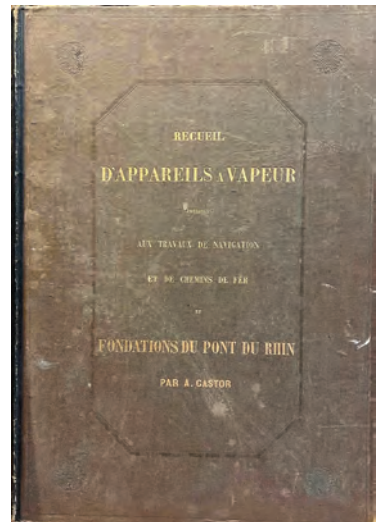 RECUEIL
D'APPAREILS A VAPEUR
AUX TRAVAUX DE NAVIGATION
ET DE CHEMINS DE FER
ET
FONDATIONS DU PONT DU RHIN
PAR A. CASTOR